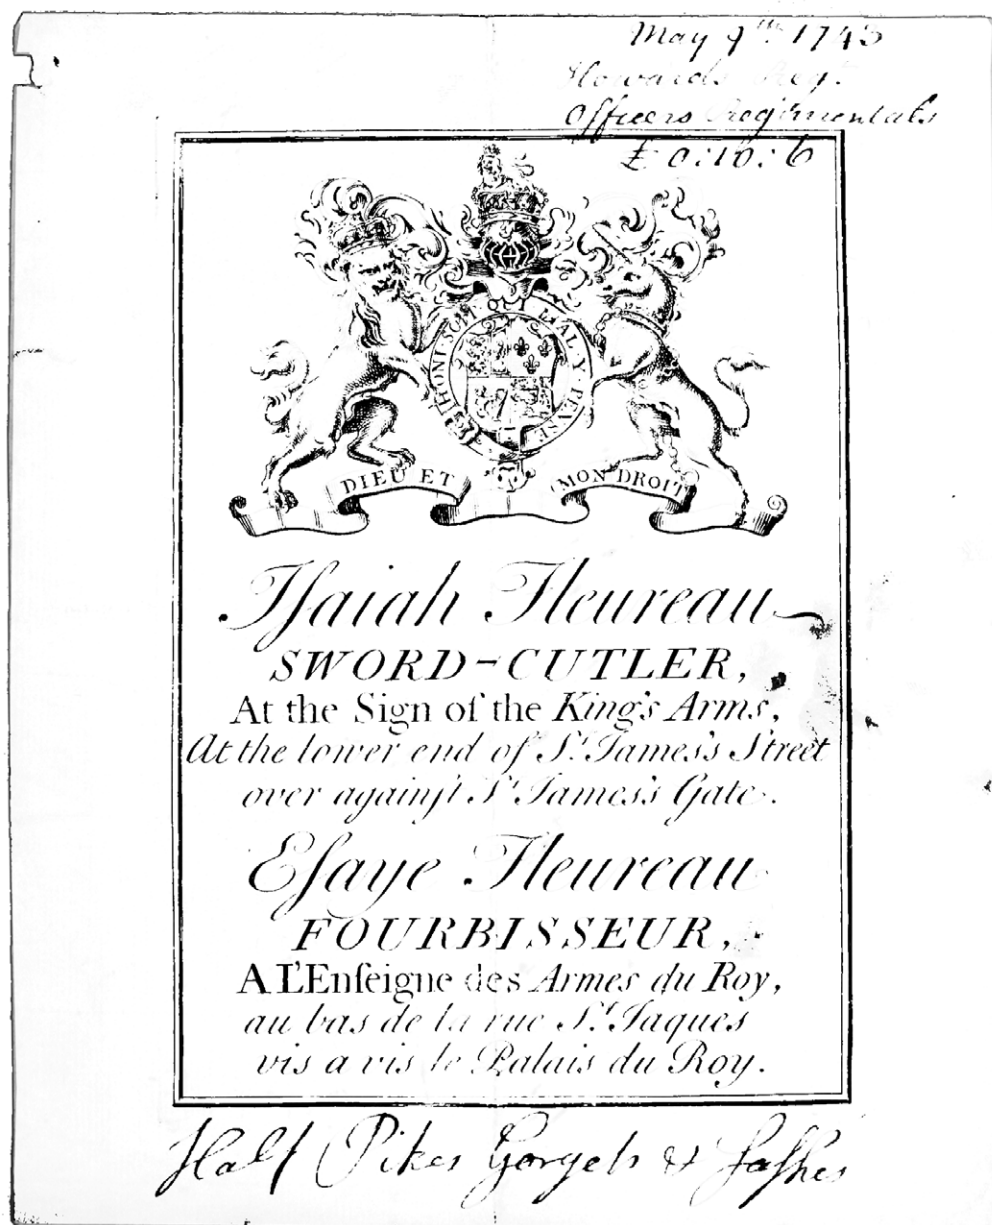 May 9th. 1743
Howards Regt.
Officers Regimentals
£ 0:10:6
HONI·SOIT·QUI·MAL·Y·PENSE
DIEU ET MON DROIT
Iſaiah Fleureau
SWORD-CUTLER,
At the Sign of the King's Arms,
At the lower end of St. James's Street
over againſt St. James's Gate.
Eſaye Fleureau
FOURBISSEUR,
A L'Enſeigne des Armes du Roy,
au bas de la rue St. Jaques
vis a vis le Palais du Roy.
Half Pikes Gorgets & Saſhes